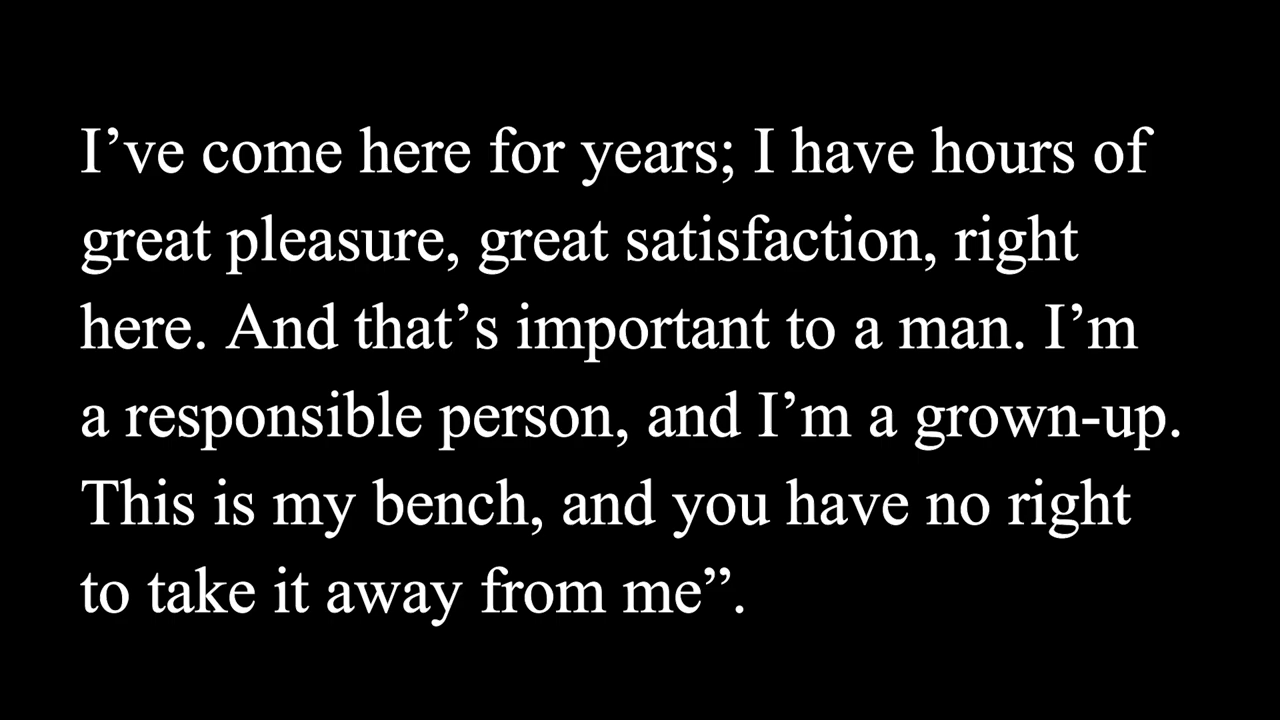 I’ve come here for years; I have hours of
great pleasure, great satisfaction, right
here. And that’s important to a man. I’m
a responsible person, and I’m a grown-up.
This is my bench, and you have no right
to take it away from me”.